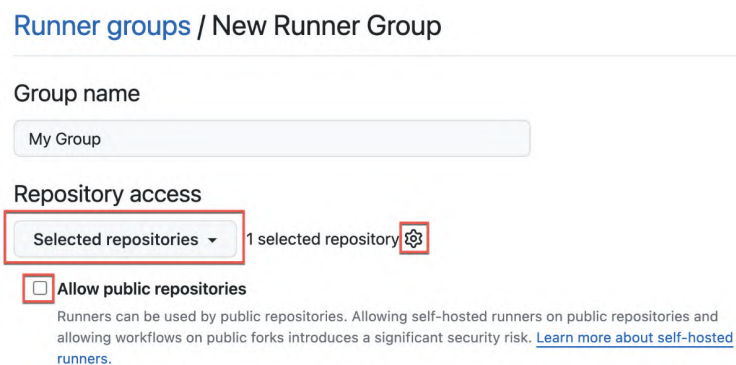 Runner groups / New Runner Group
Group name
My Group
Repository access
Selected repositories 1 selected repository
Allow public repositories
Runners can be used by public repositories. Allowing self-hosted runners on public repositories and
allowing workflows on public forks introduces a significant security risk. Learn more about self-hosted
runners.